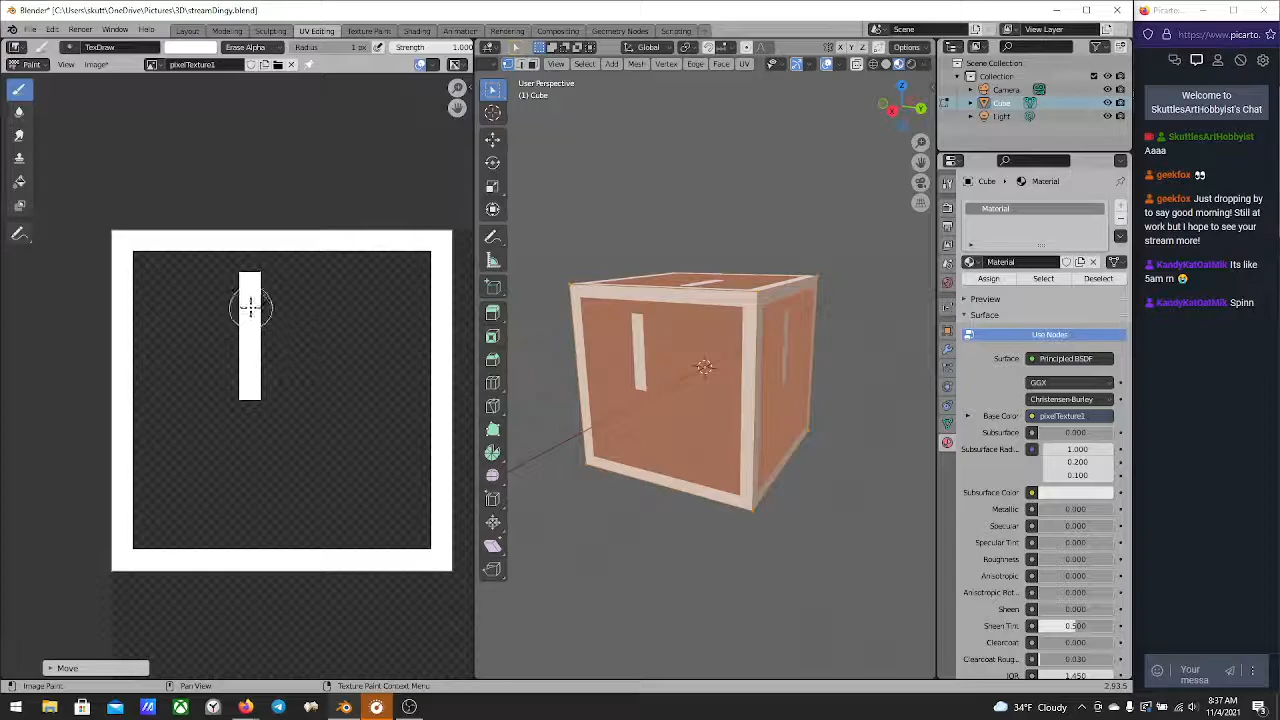 Blender* [C:\Users\skutt\OneDrive\Pictures\3D\streamDingy.blend]
Picarto
File Edit Render Window Help
Layout Modeling Sculpting UV Editing Texture Paint Shading Animation Rendering Compositing Geometry Nodes Scripting
Scene
View Layer
https://www.picarto.
TexDraw
Erase Alpha
Radius 1 px
Strength 1.000
Global
X Y Z
Options
Paint
View
Image*
pixelTexture1
View Select Add Mesh Vertex Edge Face UV
User Perspective
(1) Cube
Z
X
Y
Scene Collection
Collection
Camera
Cube
Light
Cube
Material
Material
Material
Assign
Select
Deselect
Preview
Surface
Use Nodes
Surface
Principled BSDF
GGX
Christensen-Burley
Base Color
pixelTexture1
Subsurface
0.000
Subsurface Radi..
1.000
0.200
0.100
Subsurface Color
Metallic
0.000
Specular
0.000
Specular Tint
0.000
Roughness
0.000
Anisotropic
0.000
Anisotropic Rot..
0.000
Sheen
0.000
Sheen Tint
0.500
Clearcoat
0.000
Clearcoat Roug..
0.030
IOR
1.450
Welcome to
SkuttlesArtHobbyist's Chat
SkuttlesArtHobbyist
Aaaa
geekfox
geekfox Just dropping by
to say good morning! Still at
work but I hope to see your
stream more!
KandyKatOatMilk Its like
5am rn
KandyKatOatMilk Spinn
Your
messa
Move
Image Paint
Pan View
Texture Paint Context Menu
2.93.5
34°F Cloudy
8:37 AM
11/4/2021